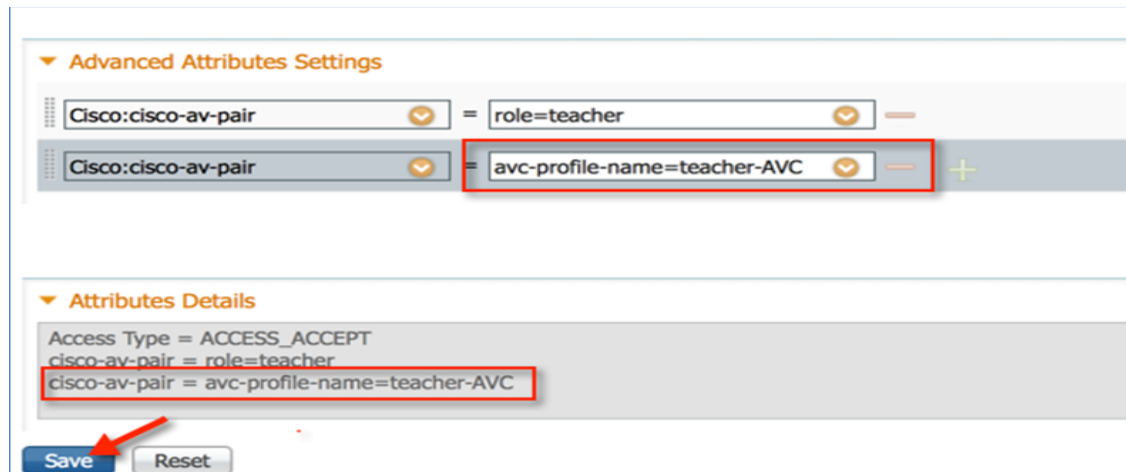 Advanced Attributes Settings
Cisco:cisco-av-pair = role=teacher
Cisco:cisco-av-pair = avc-profile-name=teacher-AVC
Attributes Details
Access Type = ACCESS_ACCEPT
cisco-av-pair = role=teacher
cisco-av-pair = avc-profile-name=teacher-AVC
Save Reset